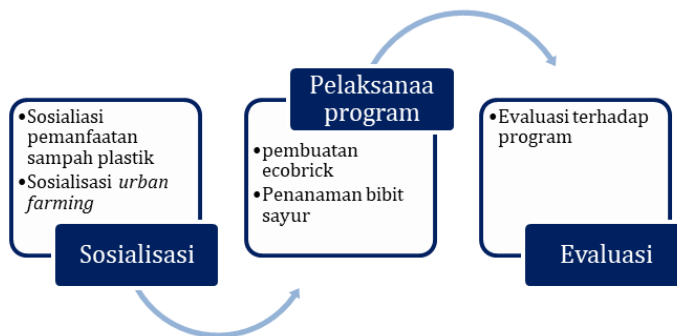 •Sosialiasi
pemanfaatan
sampah plastik
•Sosialisasi urban
farming
Sosialisasi
Pelaksanaa
program
•pembuatan
ecobrick
•Penanaman bibit
sayur
•Evaluasi terhadap
program
Evaluasi